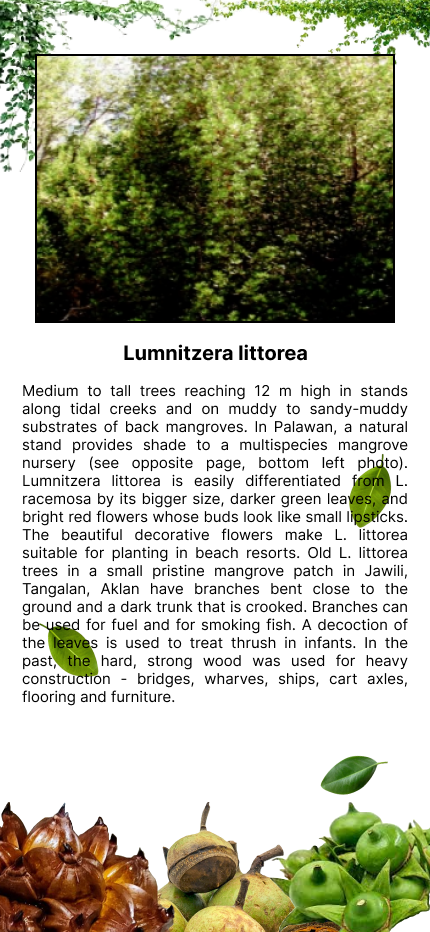 Lumnitzera littorea
Medium to tall trees reaching 12 m high in stands
along tidal creeks and on muddy to sandy-muddy
substrates of back mangroves. In Palawan, a natural
stand provides shade to a multispecies mangrove
nursery (see opposite page, bottom left photo).
Lumnitzera littorea is easily differentiated from L.
racemosa by its bigger size, darker green leaves, and
bright red flowers whose buds look like small lipsticks.
The beautiful decorative flowers make L. littorea
suitable for planting in beach resorts. Old L. littorea
trees in a small pristine mangrove patch in Jawili,
Tangalan, Aklan have branches bent close to the
ground and a dark trunk that is crooked. Branches can
be used for fuel and for smoking fish. A decoction of
the leaves is used to treat thrush in infants. In the
past, the hard, strong wood was used for heavy
construction - bridges, wharves, ships, cart axles,
flooring and furniture.